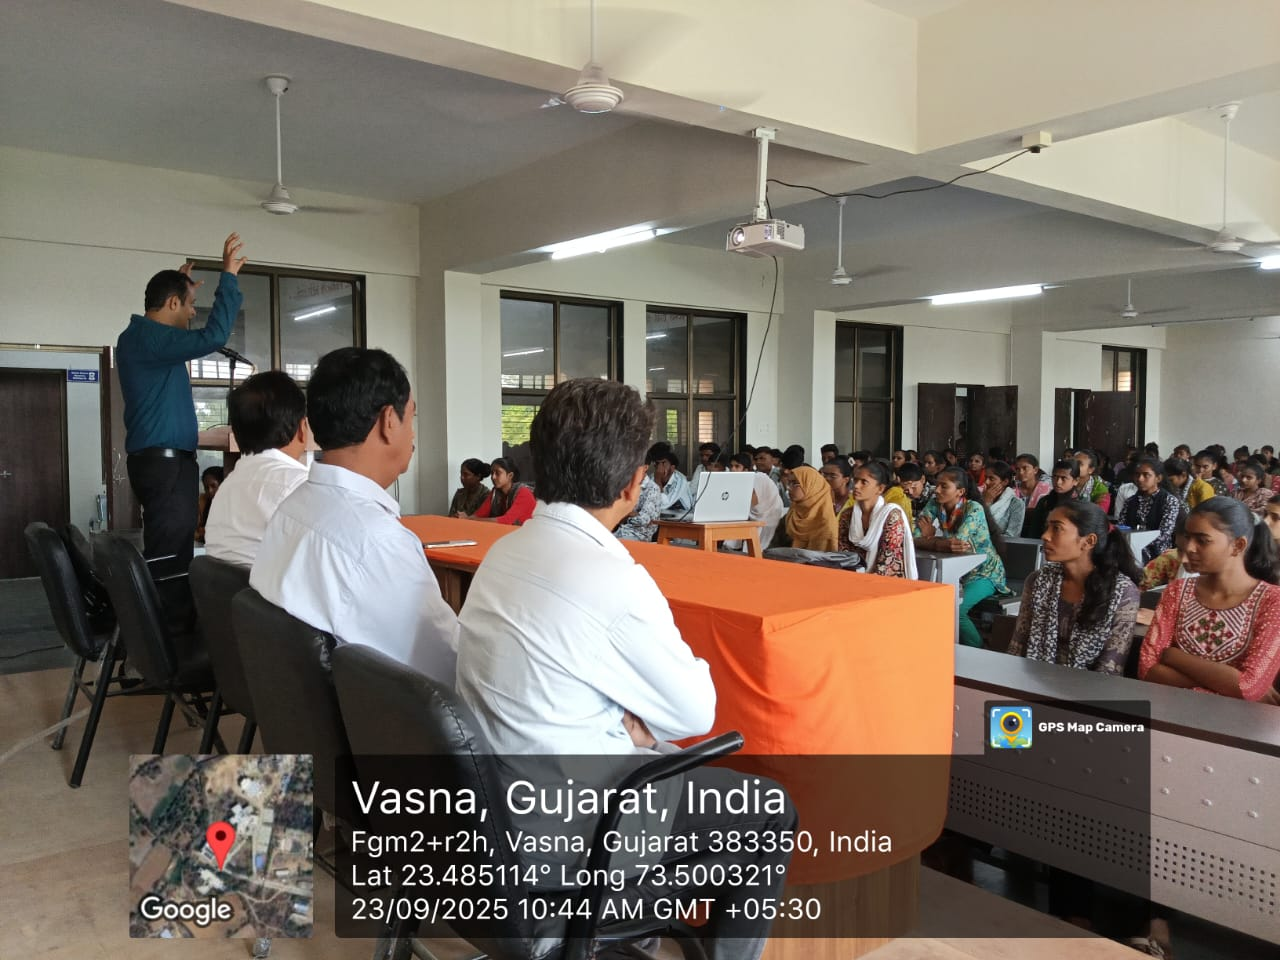 GPS Map Camera
Vasna, Gujarat, India
Fgm2+r2h, Vasna, Gujarat 383350, India
Lat 23.485114° Long 73.500321°
23/09/2025 10:44 AM GMT +05:30
Google
hp